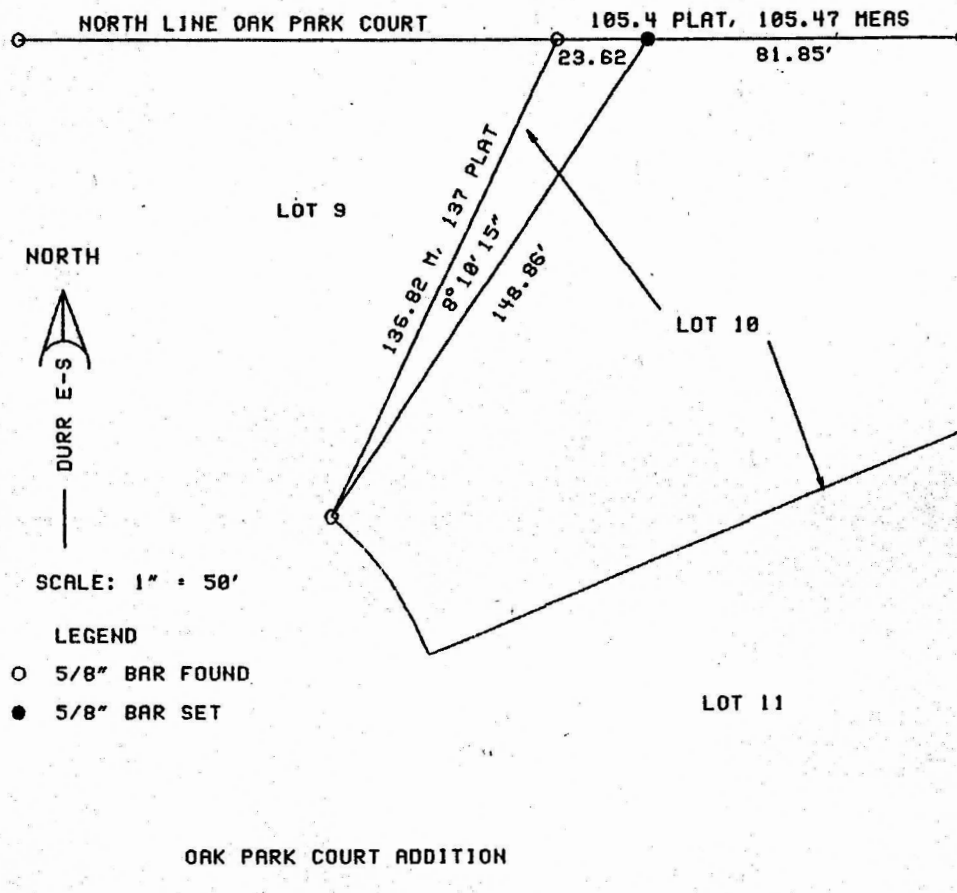 NORTH LINE OAK PARK COURT
105.4 PLAT, 105.47 MEAS
23.62
81.85'
136.82 M, 137 PLAT
8°10'15"
148.86'
LOT 9
NORTH
LOT 10
DURR E-S
SCALE: 1" = 50'
LEGEND
5/8" BAR FOUND
5/8" BAR SET
LOT 11
OAK PARK COURT ADDITION